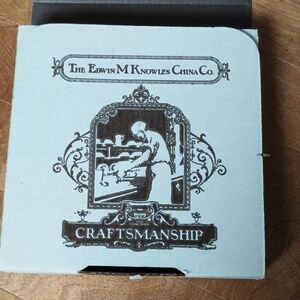 The Edwin M Knowles China Co.
CRAFTSMANSHIP